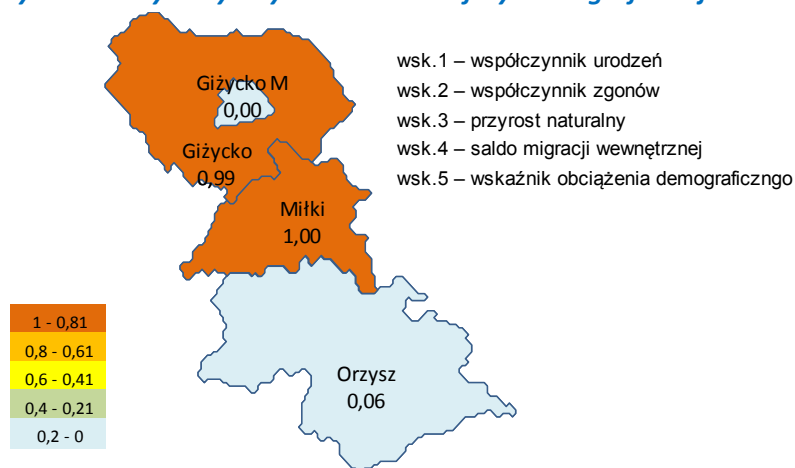 Giżycko M
0,00
Giżycko
0,99
Miłki
1,00
Orzysz
0,06
wsk.1 – współczynnik urodzeń
wsk.2 – współczynnik zgonów
wsk.3 – przyrost naturalny
wsk.4 – saldo migracji wewnętrznej
wsk.5 – wskaźnik obciążenia demograficzngo
1 - 0,81
0,8 - 0,61
0,6 - 0,41
0,4 - 0,21
0,2 - 0